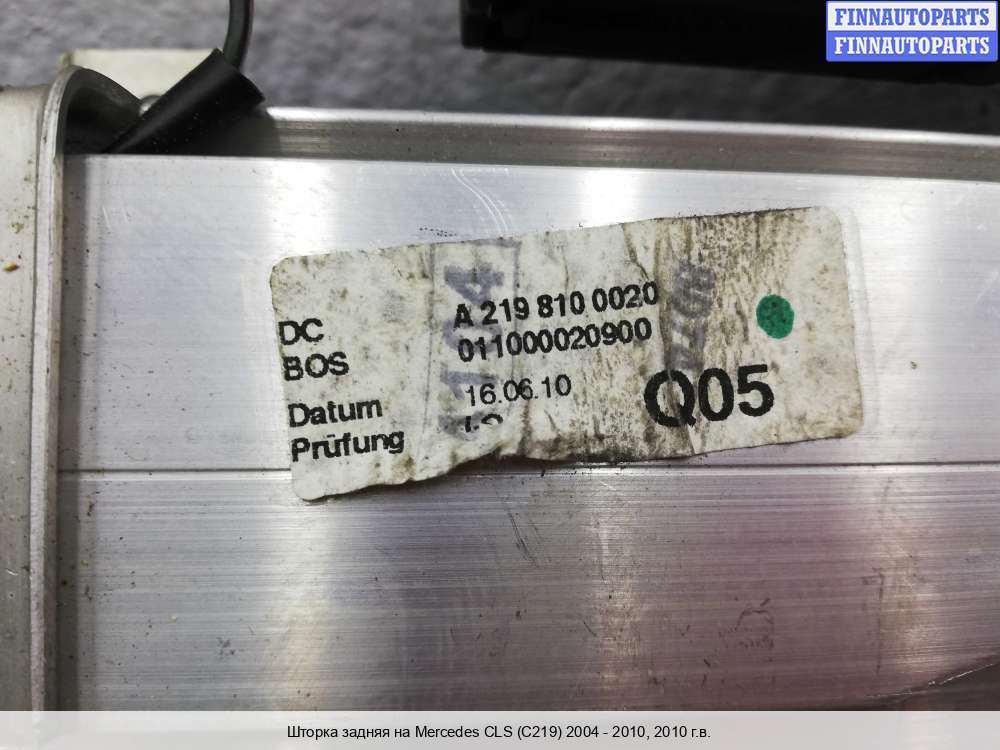 FINNAUTOPARTS
FINNAUTOPARTS
DC A 219 810 0020
BOS 011000020900
Datum 16.06.10
Prüfung
Q05
Шторка задняя на Mercedes CLS (C219) 2004 - 2010, 2010 г.в.